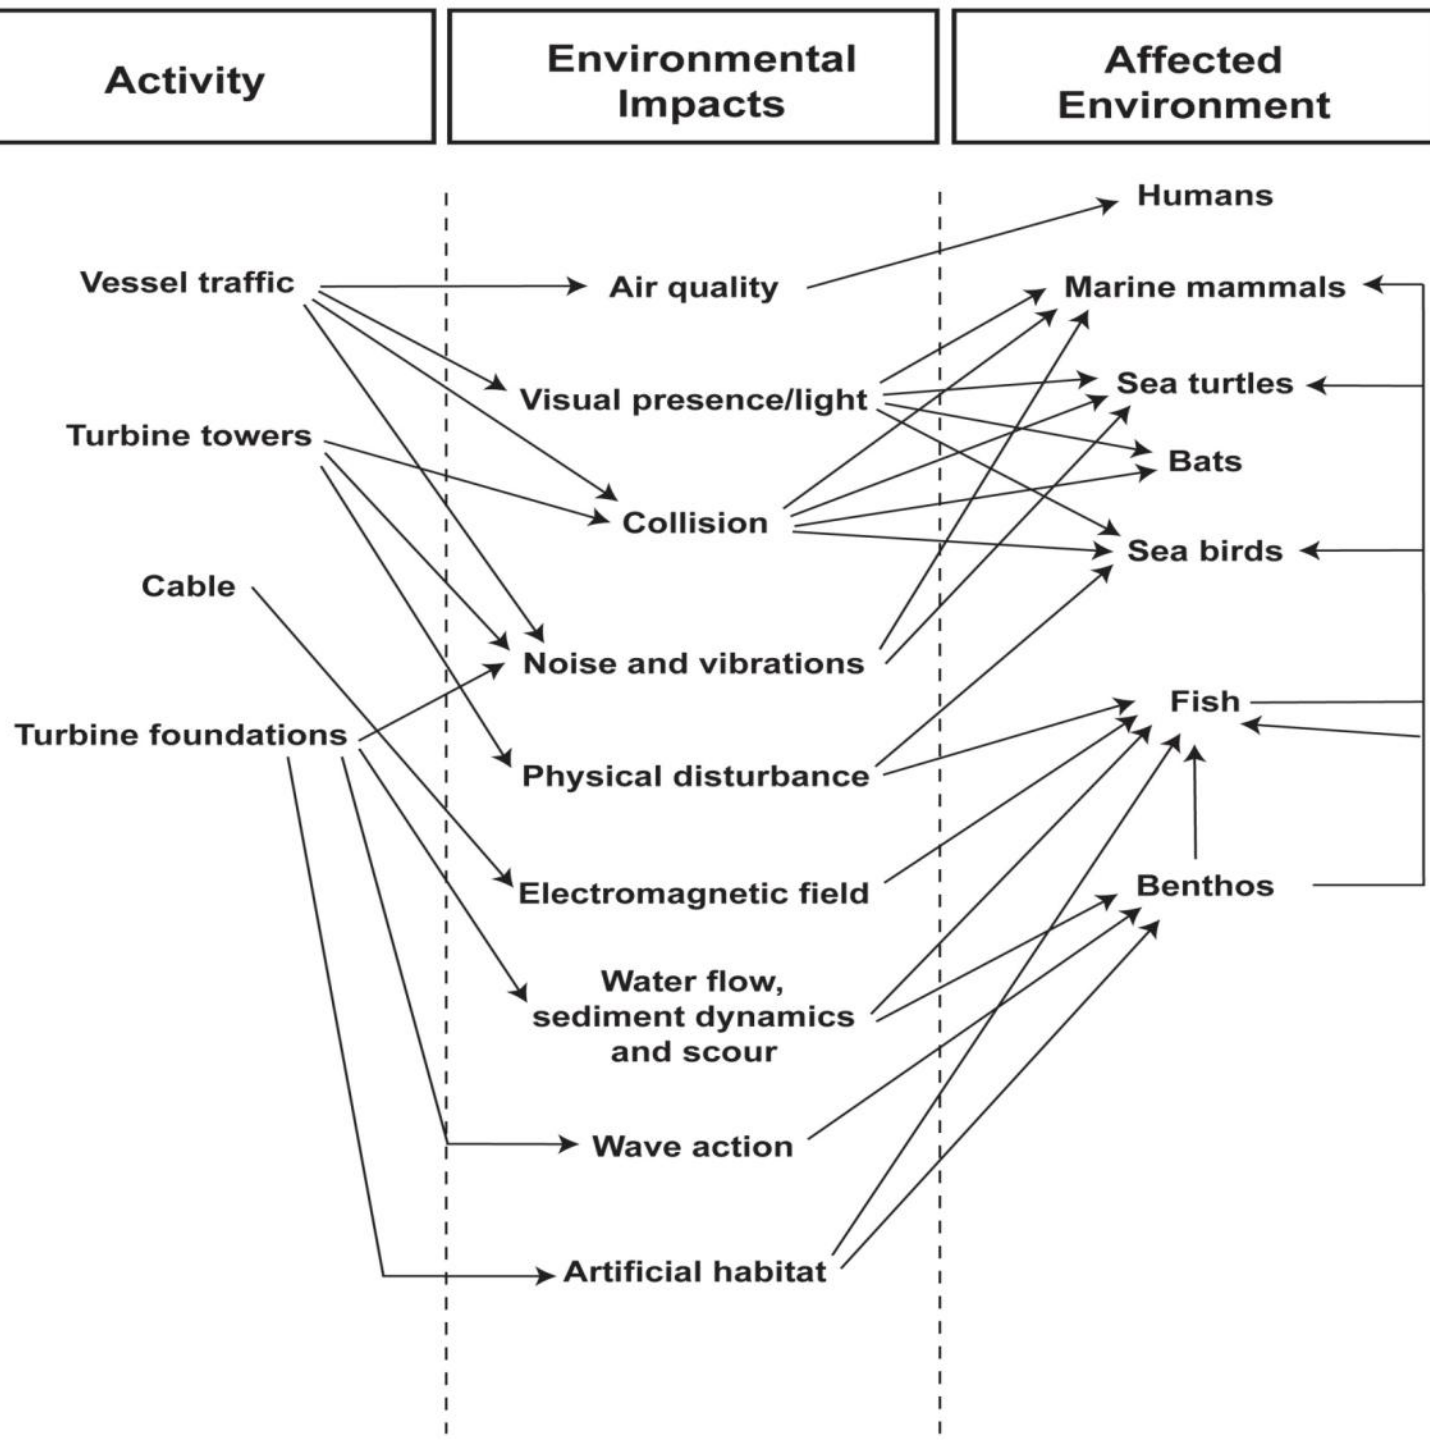 Activity
Environmental
Impacts
Affected
Environment
Vessel traffic
Turbine towers
Cable
Turbine foundations
Air quality
Visual presence/light
Collision
Noise and vibrations
Physical disturbance
Electromagnetic field
Water flow,
sediment dynamics
and scour
Wave action
Artificial habitat
Humans
Marine mammals
Sea turtles
Bats
Sea birds
Fish
Benthos